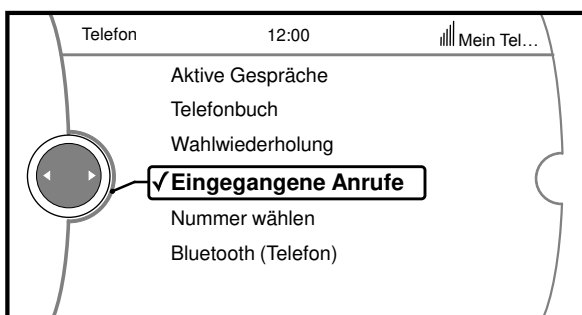 Telefon 12:00 Mein Tel...
Aktive Gespräche
Telefonbuch
Wahlwiederholung
✓Eingegangene Anrufe
Nummer wählen
Bluetooth (Telefon)